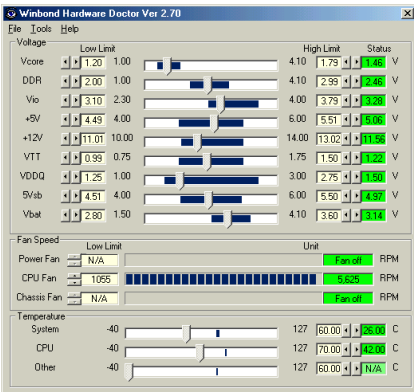 Winbond Hardware Doctor Ver 2.70
File Tools Help
Voltage
Low Limit High Limit Status
Vcore 1.20 1.00 4.10 1.79 1.46 V
DDR 2.00 1.00 4.10 2.99 2.46 V
Vio 3.10 2.30 4.00 3.79 3.28 V
+5V 4.49 4.00 6.00 5.51 5.06 V
+12V 11.01 10.00 14.00 13.02 11.56 V
VTT 0.99 0.75 1.75 1.50 1.22 V
VDDQ 1.25 1.00 3.00 2.75 1.50 V
5Vsb 4.51 4.00 6.00 5.50 4.97 V
Vbat 2.80 1.50 4.10 3.60 3.14 V
Fan Speed
Low Limit Unit
Power Fan N/A Fan off RPM
CPU Fan 1055 5,625 RPM
Chassis Fan N/A Fan off RPM
Temperature
System -40 127 60.00 26.00 C
CPU -40 127 70.00 42.00 C
Other -40 127 60.00 N/A C